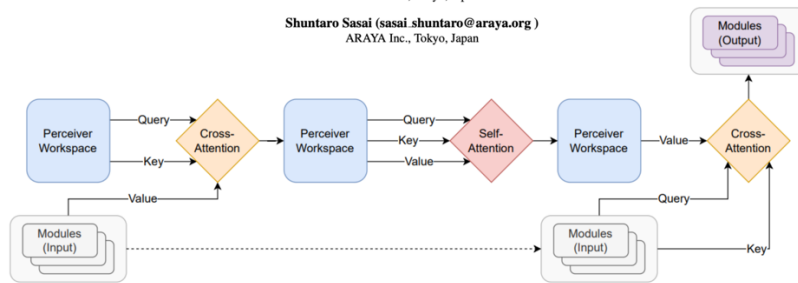 Shuntaro Sasai (sasai_shuntaro@araya.org )
ARAYA Inc., Tokyo, Japan
Modules
(Output)
Perceiver
Workspace
Query
Key
Cross-
Attention
Perceiver
Workspace
Query
Key
Value
Self-
Attention
Perceiver
Workspace
Value
Cross-
Attention
Value
Query
Modules
(Input)
Modules
(Input)
Key